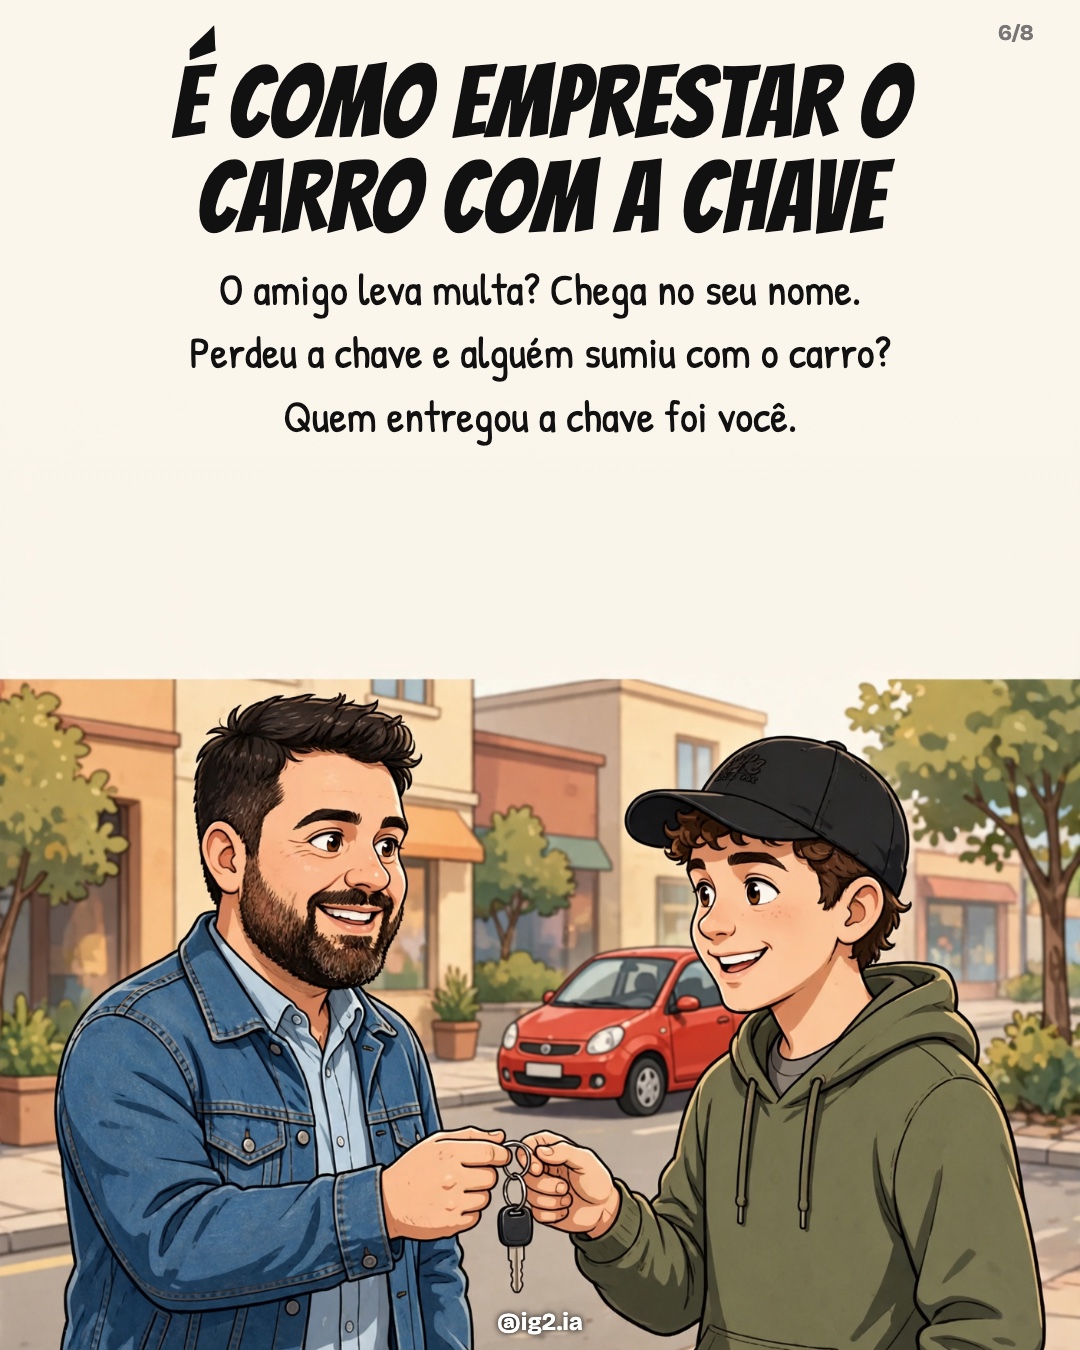 6/8
É COMO EMPRESTAR O
CARRO COM A CHAVE
O amigo leva multa? Chega no seu nome.
Perdeu a chave e alguém sumiu com o carro?
Quem entregou a chave foi você.
@ig2.ia